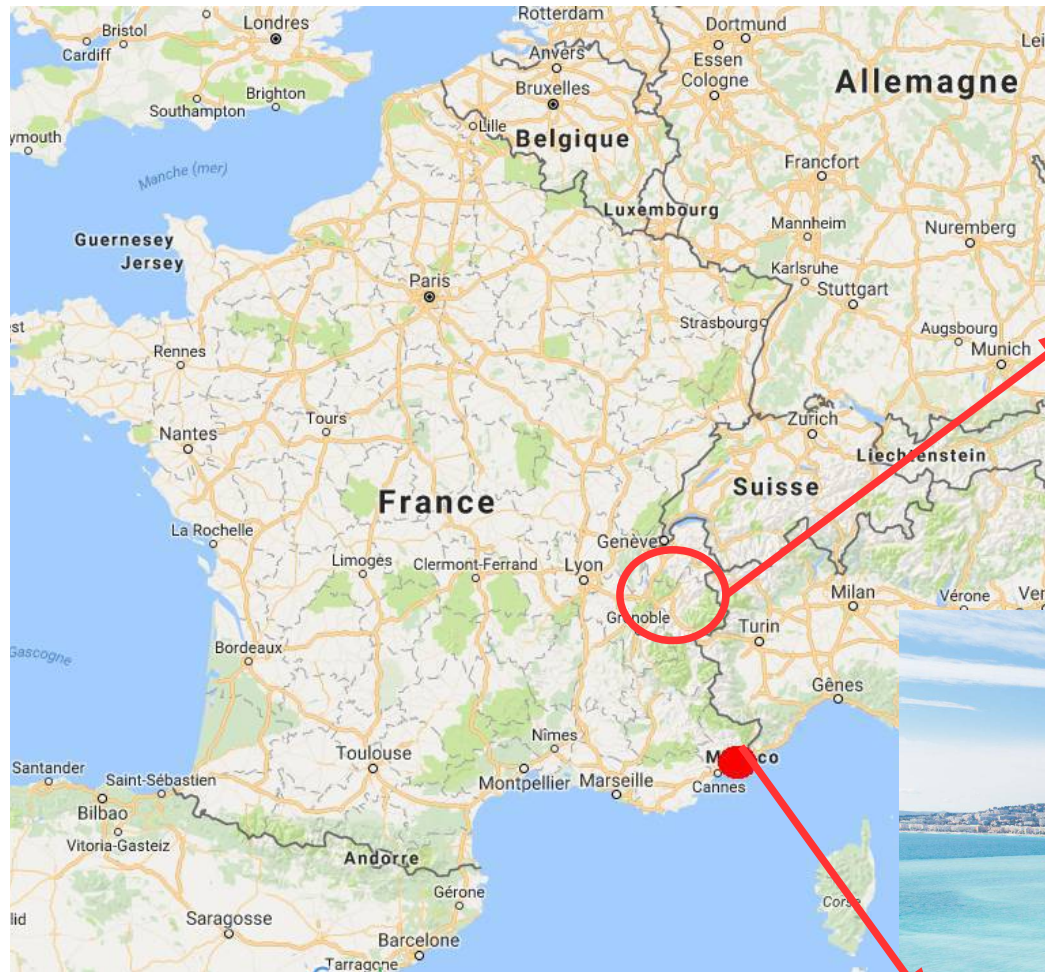 Londres
Bristol
Cardiff
Southampton
Brighton
Rotterdam
Dortmund
Anvers
Essen
Cologne
Bruxelles
Lille
Belgique
Allemagne
Manche (mer)
Francfort
Luxembourg
Mannheim
Nuremberg
Guernesey
Jersey
Karlsruhe
Stuttgart
Paris
Strasbourg
Augsbourg
Munich
Rennes
Tours
Nantes
Zurich
Liechtenstein
Suisse
France
La Rochelle
Genève
Limoges
Clermont-Ferrand
Lyon
Milan
Vérone
Grenoble
Turin
Bordeaux
Gascogne
Gênes
Nîmes
Toulouse
Montpellier
Marseille
Cannes
Santander
Saint-Sébastien
Bilbao
Vitoria-Gasteiz
Andorre
Gérone
Saragosse
Barcelone
Tarragone